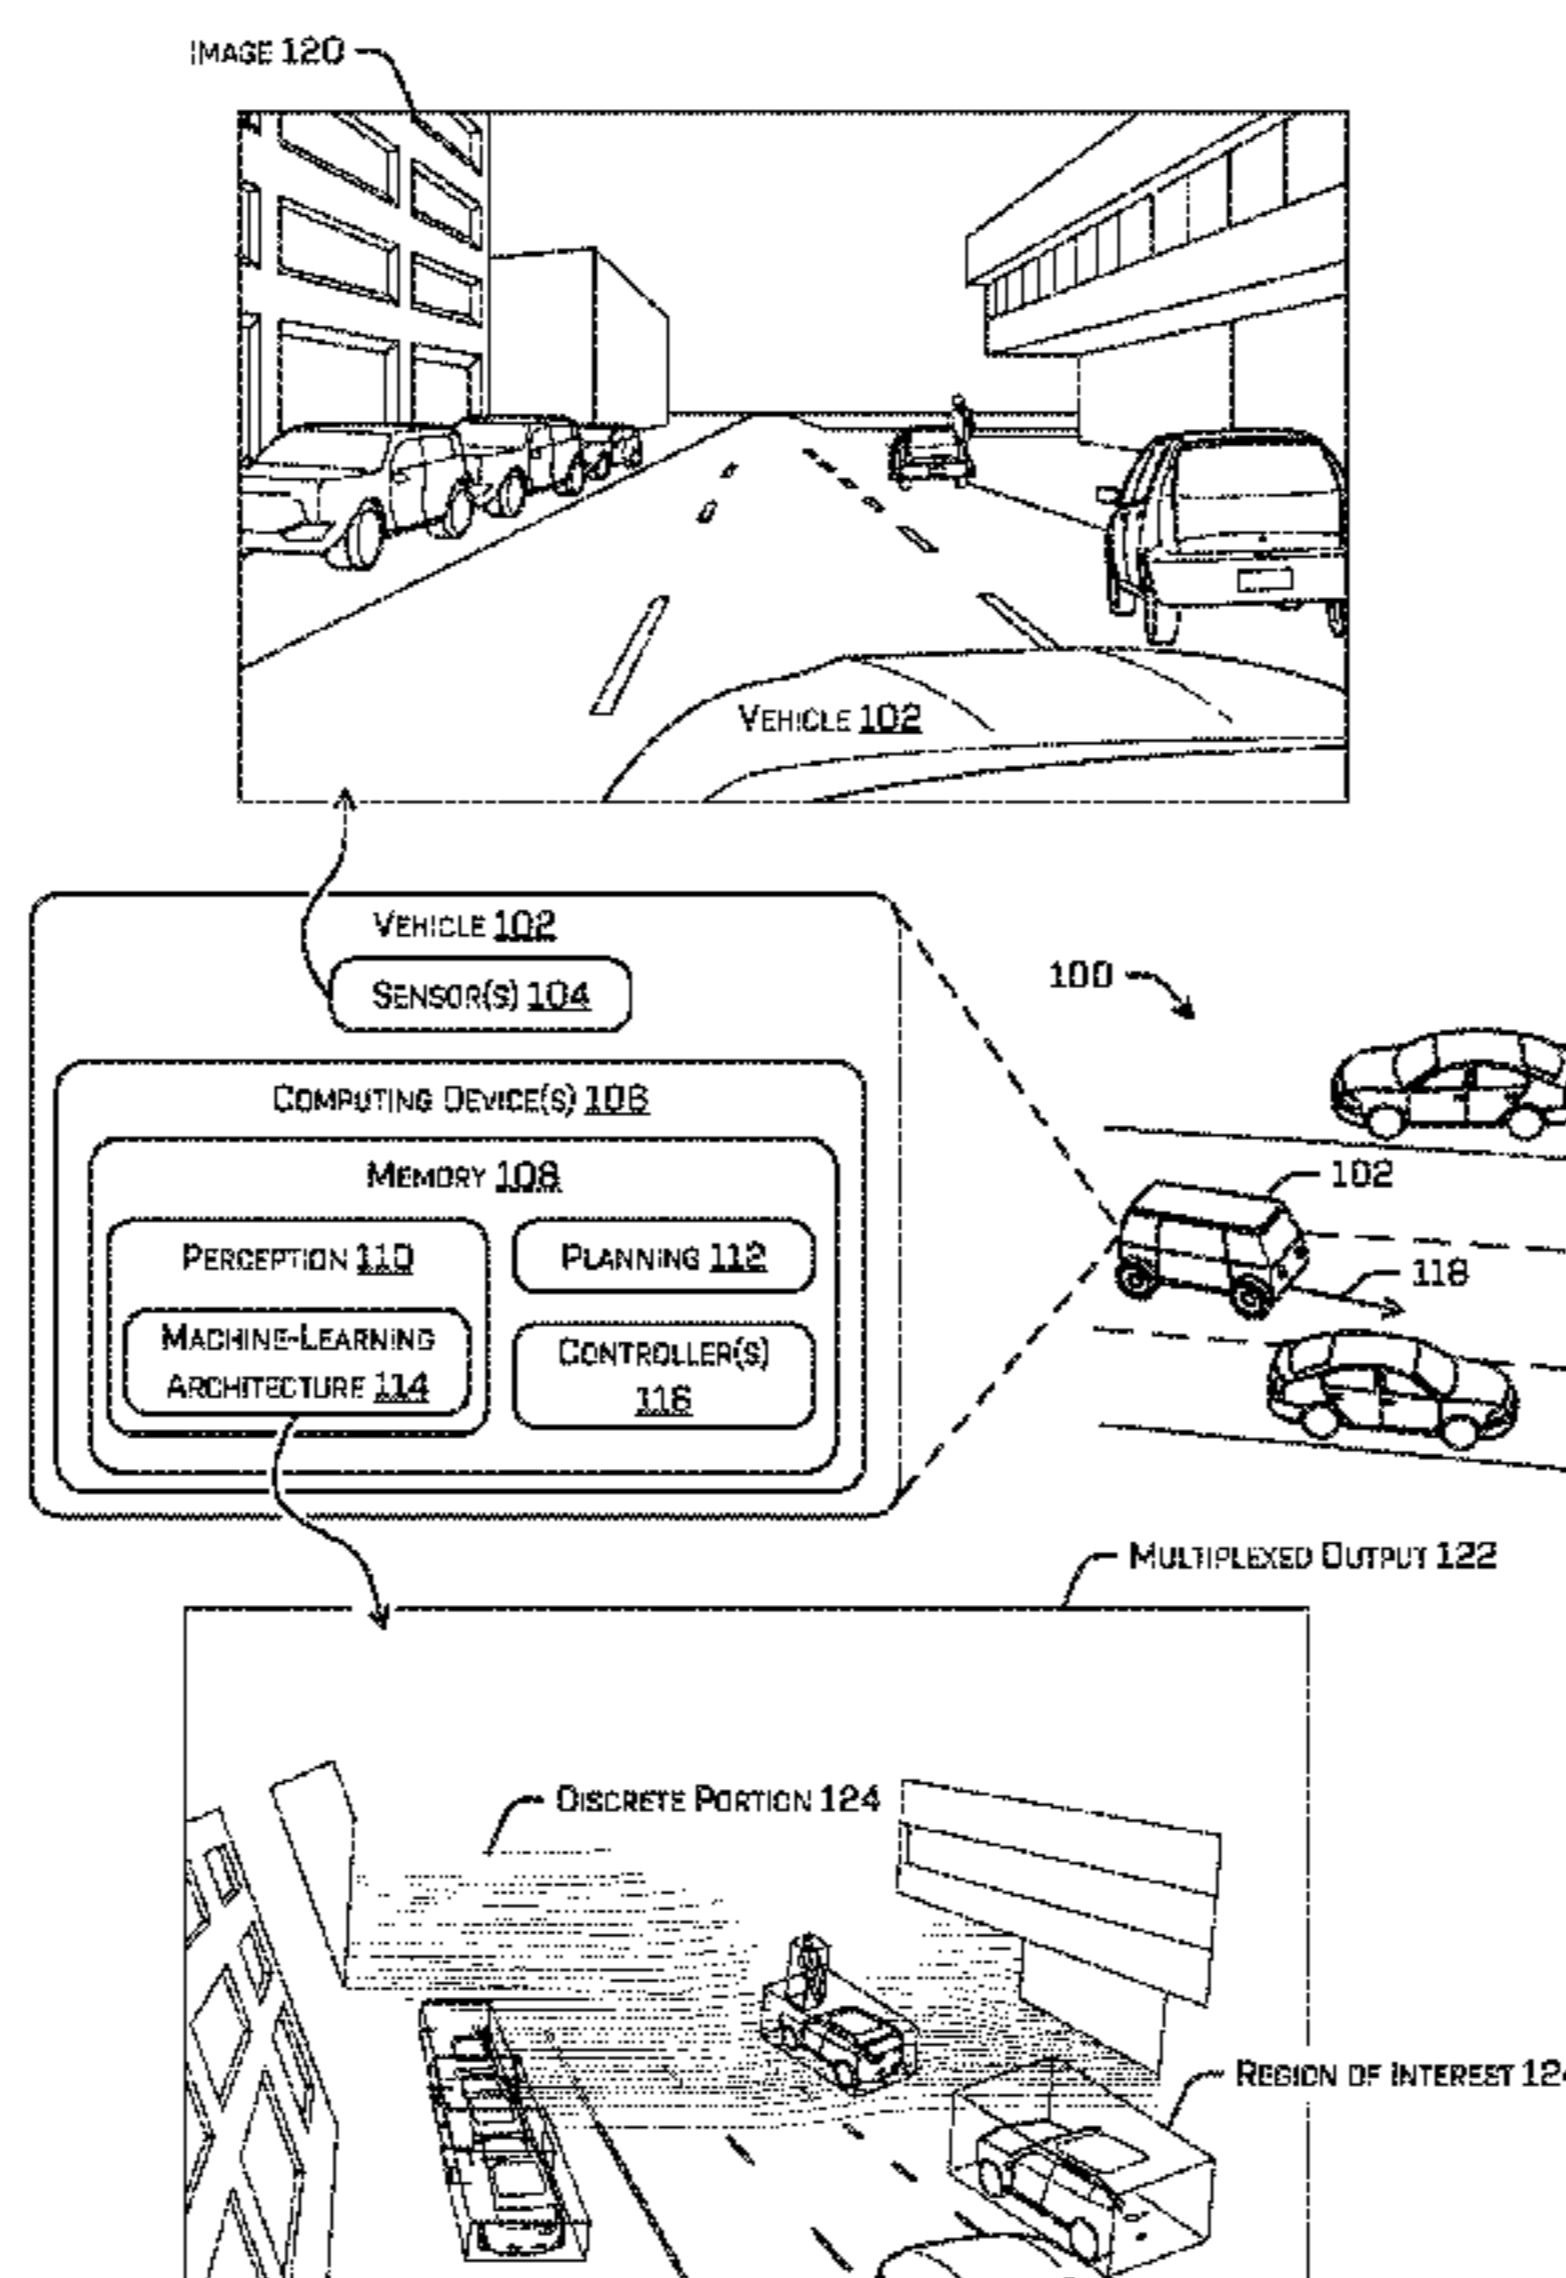 IMAGE 120
VEHICLE 102
VEHICLE 102
SENSOR(S) 104
100
COMPUTING DEVICE(S) 106
MEMORY 108
102
PERCEPTION 110
PLANNING 112
118
MACHINE-LEARNING
ARCHITECTURE 114
CONTROLLER(S)
116
MULTIPLEXED OUTPUT 122
DISCRETE PORTION 124
REGION OF INTEREST 124